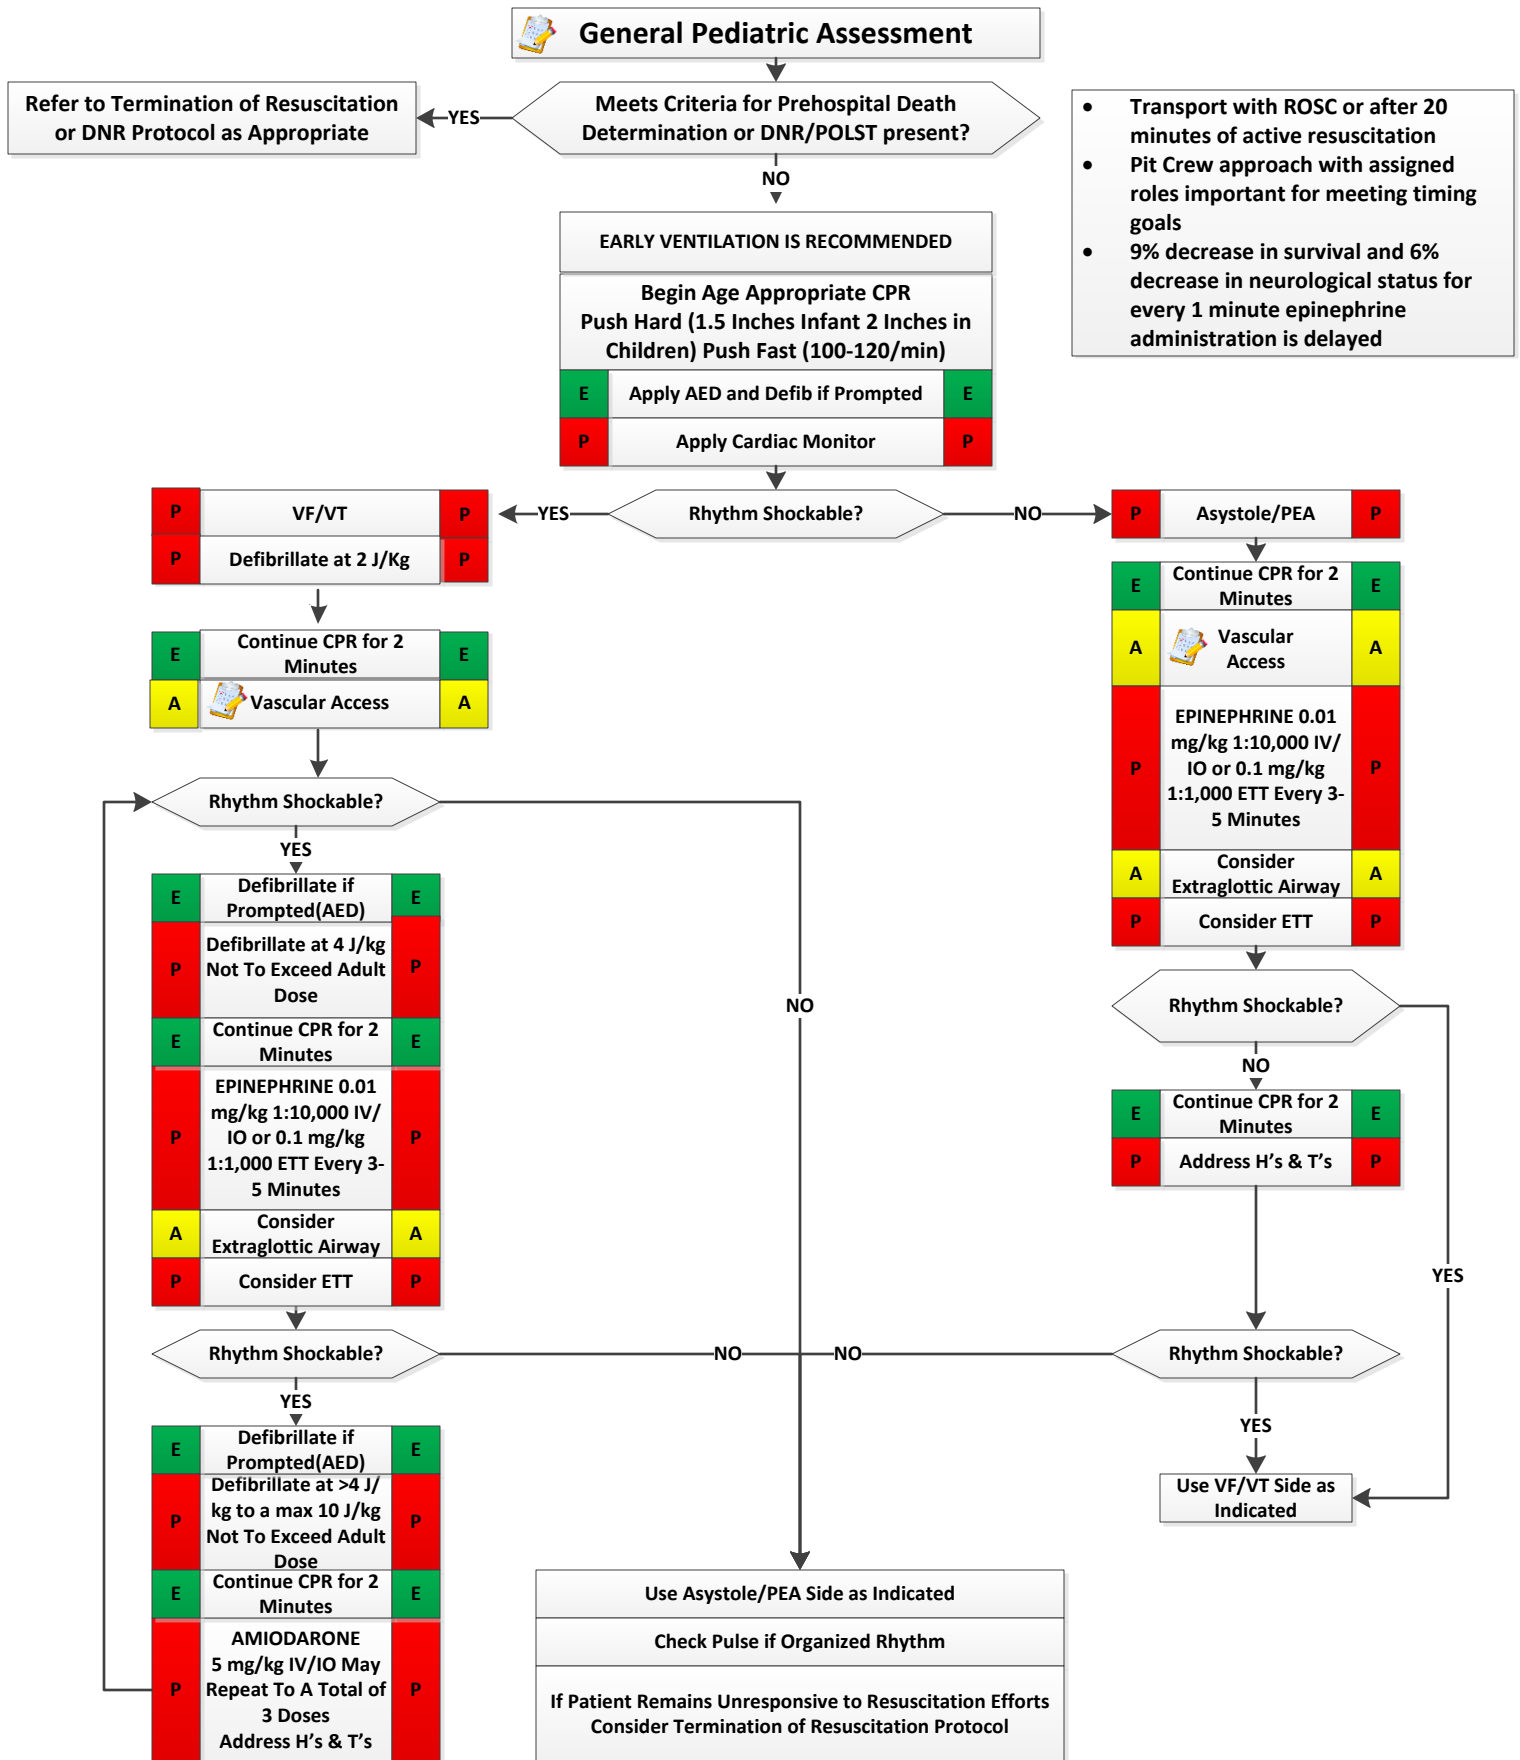 General Pediatric Assessment
Refer to Termination of Resuscitation
or DNR Protocol as Appropriate
YES
Meets Criteria for Prehospital Death
Determination or DNR/POLST present?
• Transport with ROSC or after 20
minutes of active resuscitation
• Pit Crew approach with assigned
roles important for meeting timing
goals
• 9% decrease in survival and 6%
decrease in neurological status for
every 1 minute epinephrine
administration is delayed
NO
EARLY VENTILATION IS RECOMMENDED
Begin Age Appropriate CPR
Push Hard (1.5 Inches Infant 2 Inches in
Children) Push Fast (100-120/min)
E Apply AED and Defib if Prompted E
P Apply Cardiac Monitor P
Rhythm Shockable?
YES
NO
P VF/VT P
P Defibrillate at 2 J/Kg P
E Continue CPR for 2
Minutes E
A Vascular Access A
Rhythm Shockable?
NO
YES
E Defibrillate if
Prompted(AED) E
P Defibrillate at 4 J/kg
Not To Exceed Adult
Dose P
E Continue CPR for 2
Minutes E
P EPINEPHRINE 0.01
mg/kg 1:10,000 IV/
IO or 0.1 mg/kg
1:1,000 ETT Every 3-
5 Minutes P
A Consider
Extraglottic Airway A
P Consider ETT P
Rhythm Shockable?
NO
YES
E Defibrillate if
Prompted(AED) E
P Defibrillate at >4 J/
kg to a max 10 J/kg
Not To Exceed Adult
Dose P
E Continue CPR for 2
Minutes E
P AMIODARONE
5 mg/kg IV/IO May
Repeat To A Total of
3 Doses
Address H's & T's P
P Asystole/PEA P
E Continue CPR for 2
Minutes E
A Vascular
Access A
P EPINEPHRINE 0.01
mg/kg 1:10,000 IV/
IO or 0.1 mg/kg
1:1,000 ETT Every 3-
5 Minutes P
A Consider
Extraglottic Airway A
P Consider ETT P
Rhythm Shockable?
YES
NO
E Continue CPR for 2
Minutes E
P Address H's & T's P
Rhythm Shockable?
NO
YES
Use VF/VT Side as
Indicated
Use Asystole/PEA Side as Indicated
Check Pulse if Organized Rhythm
If Patient Remains Unresponsive to Resuscitation Efforts
Consider Termination of Resuscitation Protocol